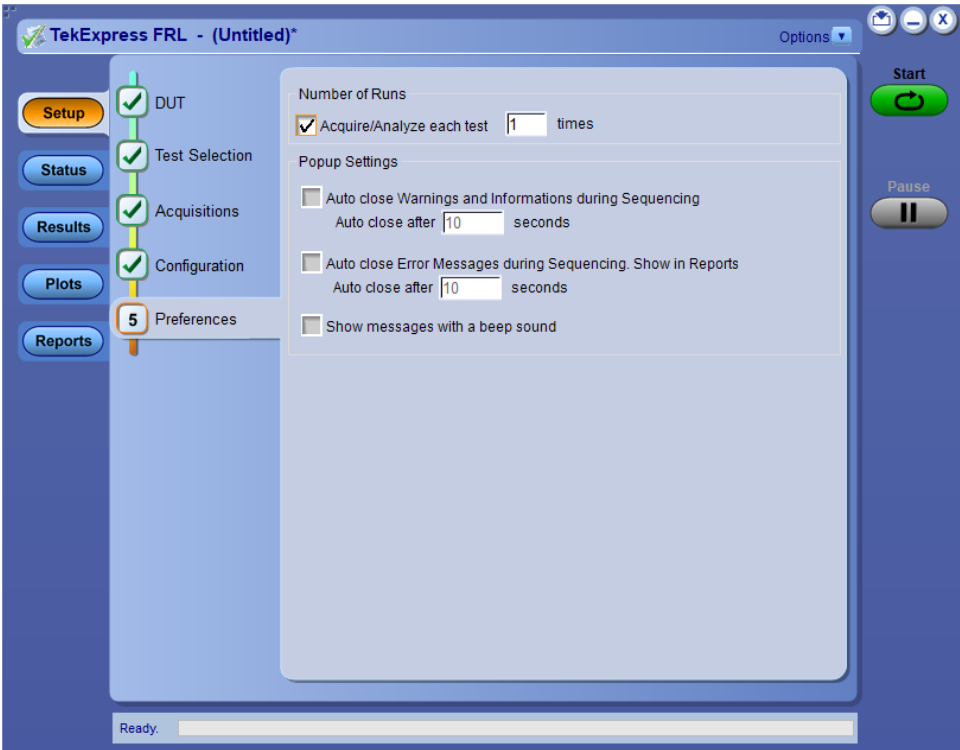 TekExpress FRL - (Untitled)*
Options
X
Start
Pause
Setup
Status
Results
Plots
Reports
DUT
Test Selection
Acquisitions
Configuration
5 Preferences
Number of Runs
Acquire/Analyze each test 1 times
Popup Settings
Auto close Warnings and Informations during Sequencing
Auto close after 10 seconds
Auto close Error Messages during Sequencing. Show in Reports
Auto close after 10 seconds
Show messages with a beep sound
Ready.